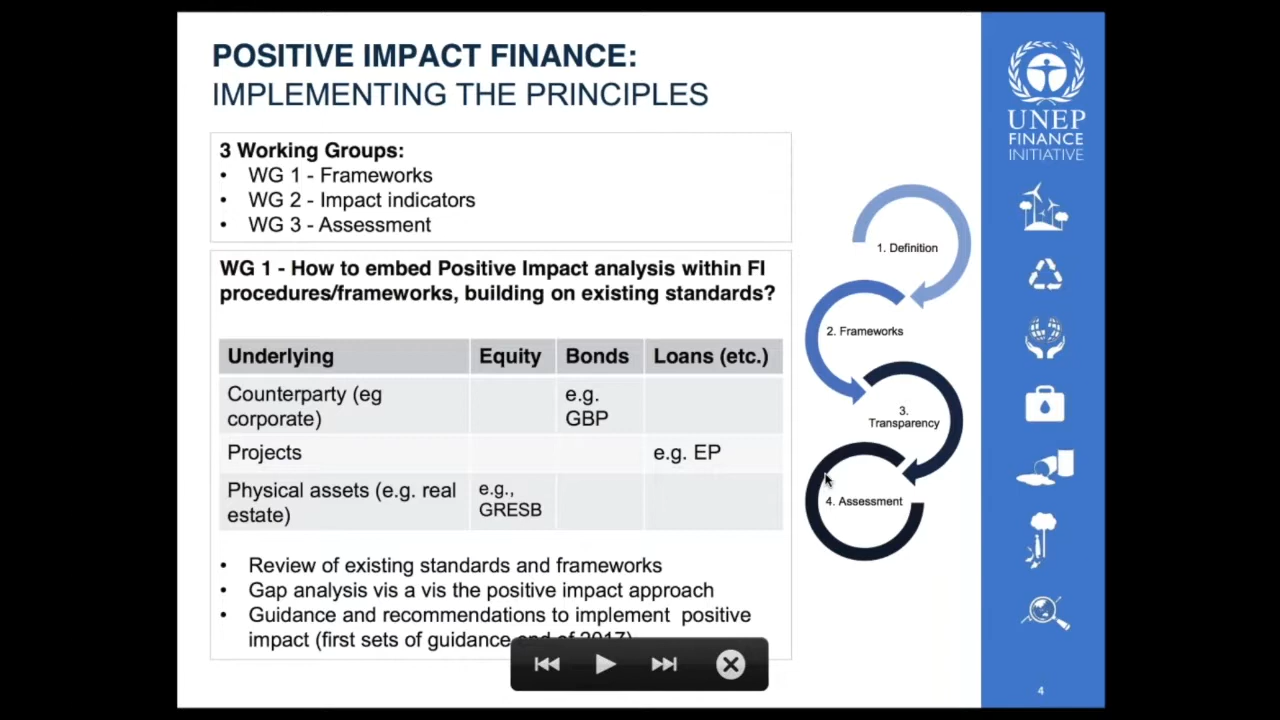 POSITIVE IMPACT FINANCE:
IMPLEMENTING THE PRINCIPLES
3 Working Groups:
• WG 1 - Frameworks
• WG 2 - Impact indicators
• WG 3 - Assessment
WG 1 - How to embed Positive Impact analysis within FI
procedures/frameworks, building on existing standards?
Underlying Equity Bonds Loans (etc.)
Counterparty (eg
corporate)
e.g.
GBP
Projects
e.g. EP
Physical assets (e.g. real
estate)
e.g.,
GRESB
• Review of existing standards and frameworks
• Gap analysis vis a vis the positive impact approach
• Guidance and recommendations to implement positive
impact (first sets of guidance end of 2017)
1. Definition
2. Frameworks
3.
Transparency
4. Assessment
UNEP
FINANCE
INITIATIVE
4